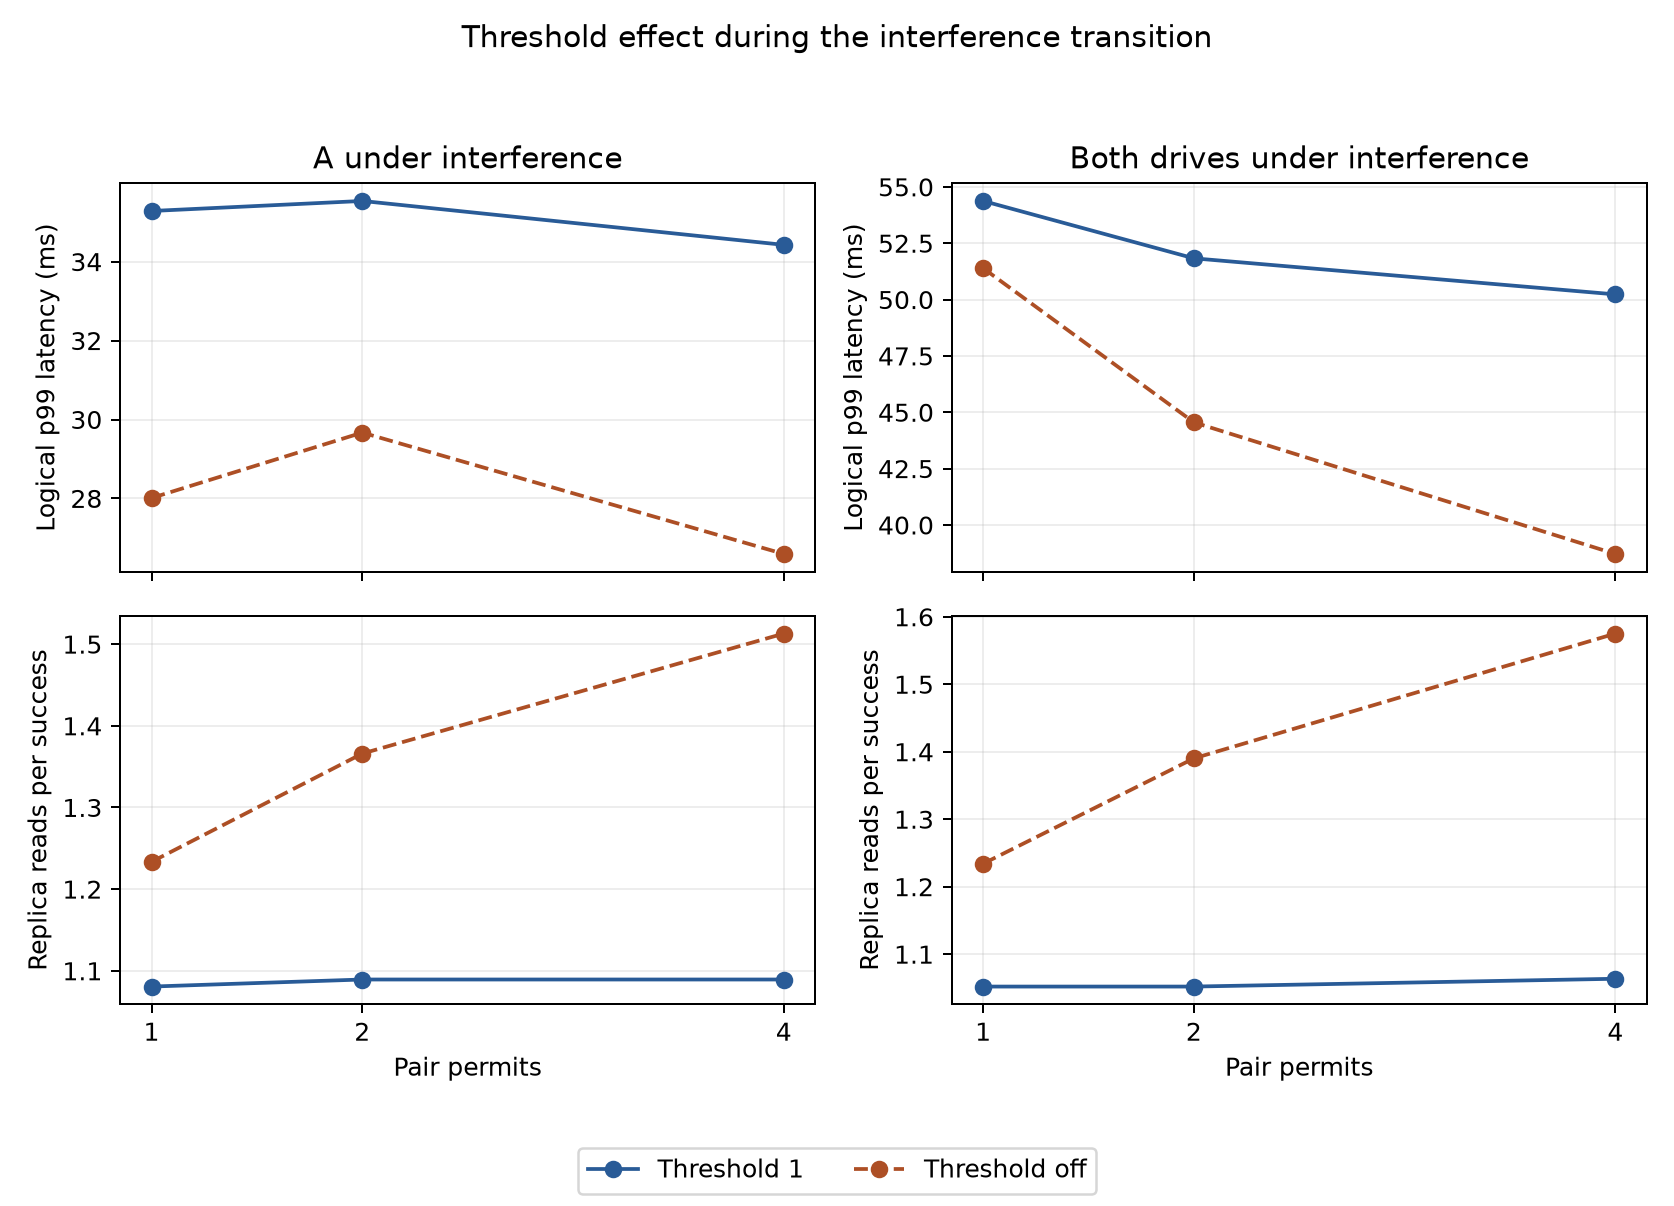 Threshold effect during the interference transition
A under interference
Both drives under interference
Logical p99 latency (ms)
34
32
30
28
Logical p99 latency (ms)
55.0
52.5
50.0
47.5
45.0
42.5
40.0
Replica reads per success
1.5
1.4
1.3
1.2
1.1
1
2
4
Pair permits
Replica reads per success
1.6
1.5
1.4
1.3
1.2
1.1
1
2
4
Pair permits
Threshold 1
Threshold off